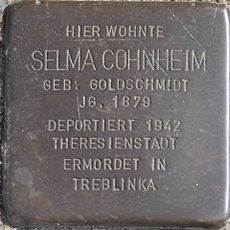 HIER WOHNTE
SELMA COHNHEIM
GEB. GOLDSCHMIDT
JG. 1879
DEPORTIERT 1942
THERESIENSTADT
ERMORDET IN
TREBLINKA